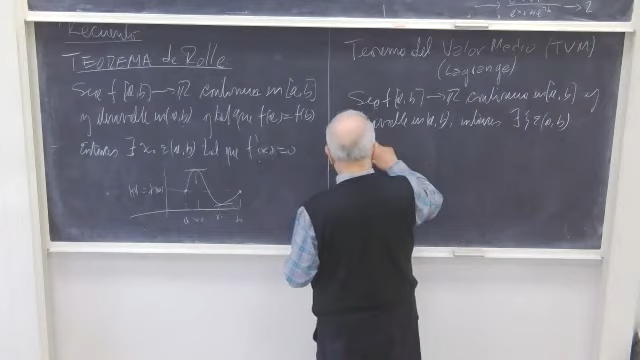 Recuento
TEOREMA de Rolle
Sea f [a,b] → ℝ continua en [a,b]
y derivable en (a,b) y tal que f(a)=f(b)
Entonces ∃ x₀ ε (a,b) tal que f'(x₀)=0
a
b
Teorema del Valor Medio (TVM)
(Lagrange)
Sea f [a,b] → ℝ continua en [a,b] y
derivable en (a,b), entonces ∃ ξ ε (a,b)